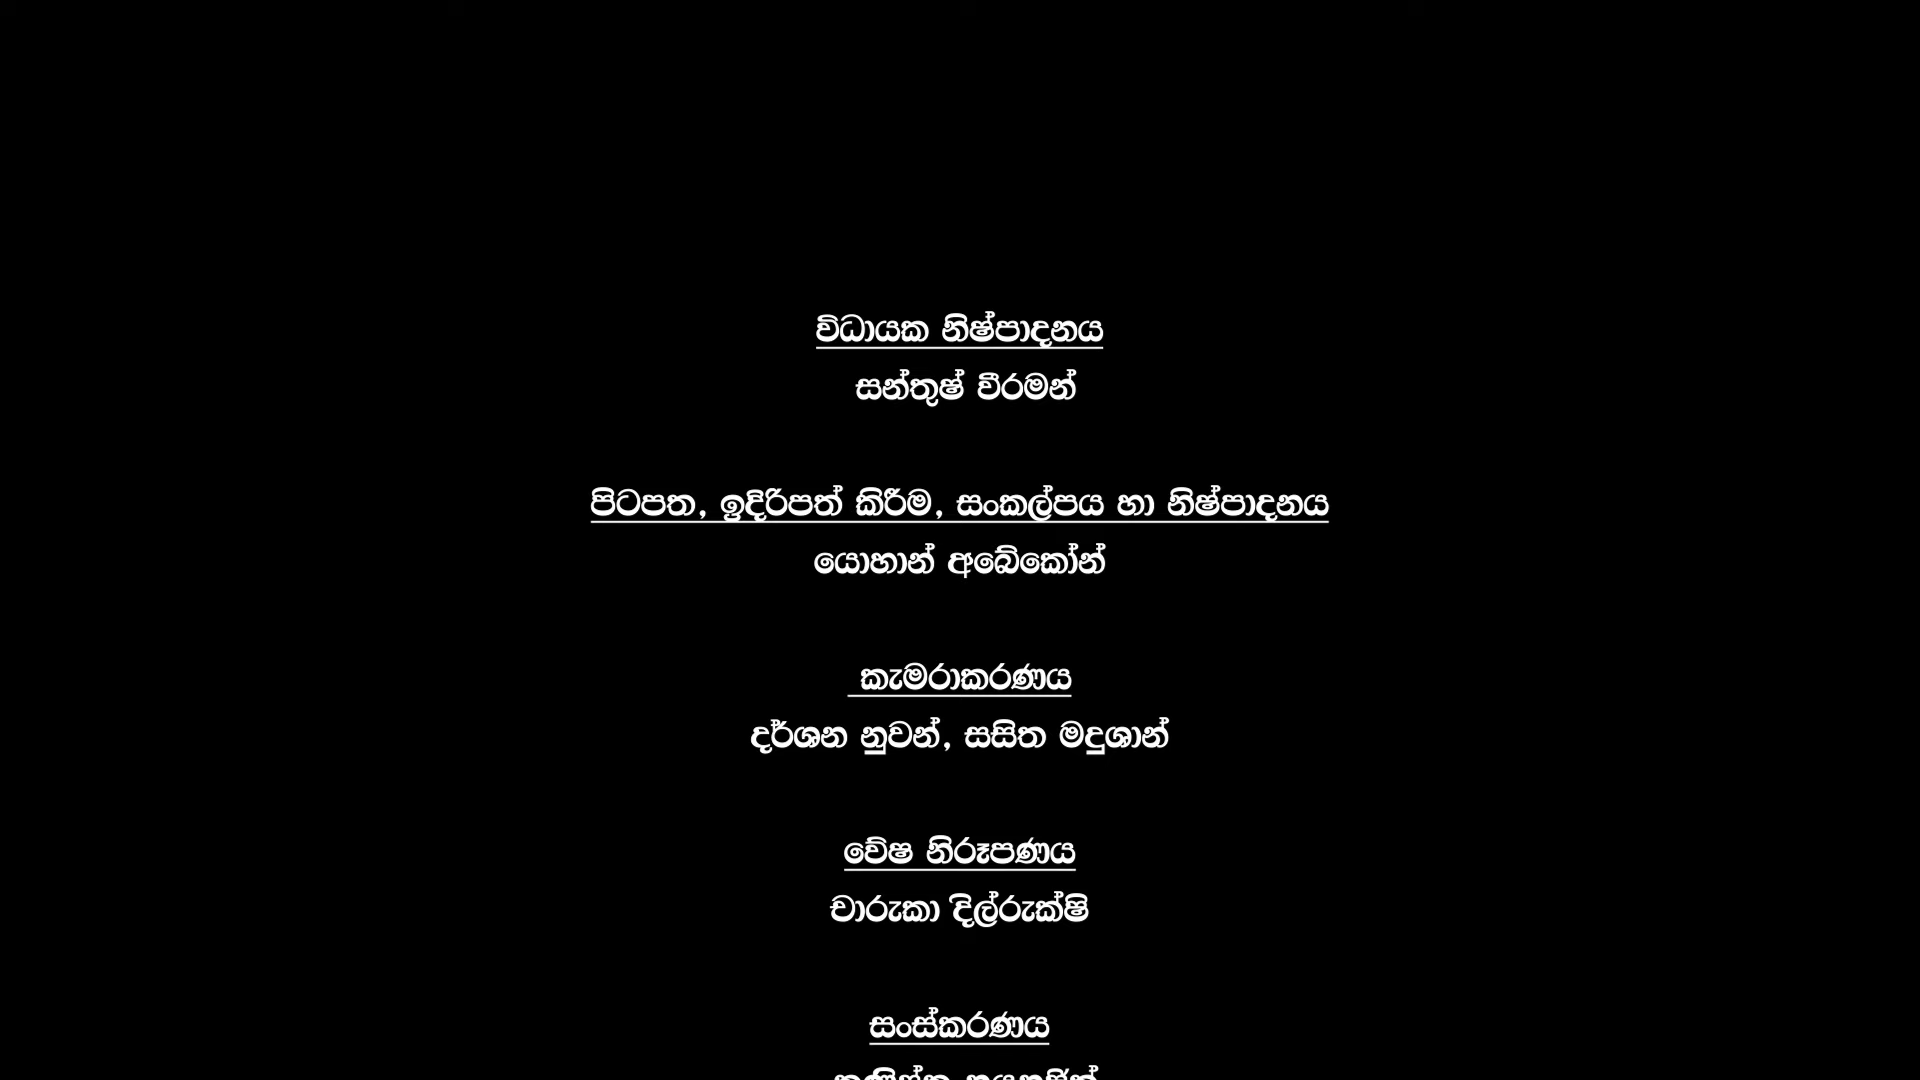 විධායක නිෂ්පාදනය
සන්තුෂ් වීරමන්
පිටපත, ඉදිරිපත් කිරීම, සංකල්පය හා නිෂ්පාදනය
යොහාන් අබේකෝන්
කැමරාකරණය
දර්ශන නුවන්, සසිත මදුශාන්
වේෂ නිරූපණය
චාරුකා දිල්රුක්ෂි
සංස්කරණය